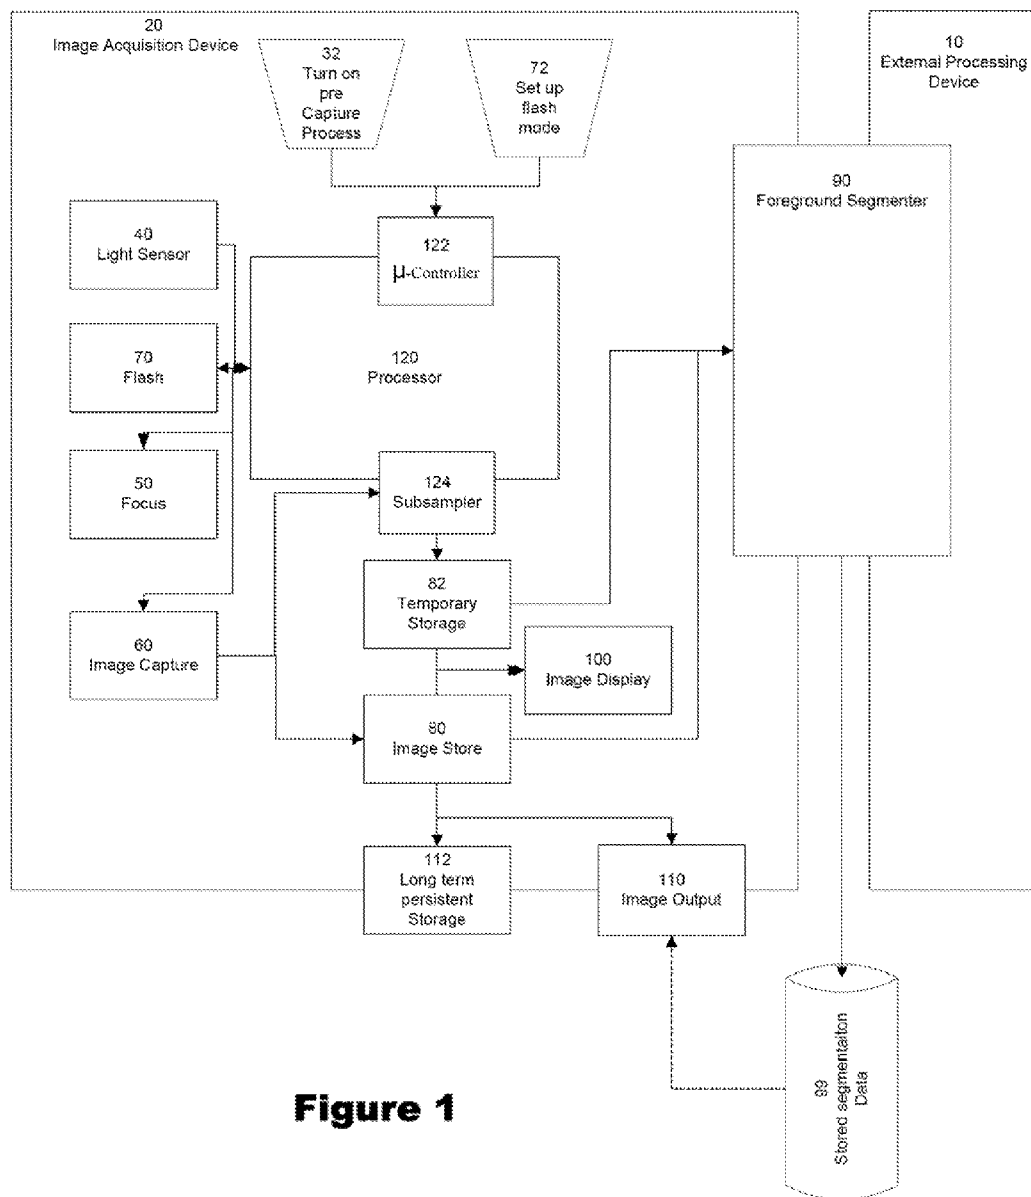 20
Image Acquisition Device
32
Turn on
pre
Capture
Process
72
Set up
flash
mode
10
External Processing
Device
90
Foreground Segmenter
40
Light Sensor
122
μ-Controller
70
Flash
120
Processor
50
Focus
124
Subsampler
82
Temporary
Storage
60
Image Capture
100
Image Display
80
Image Store
112
Long term
persistent
Storage
110
Image Output
99
Stored segmentaiton
Data
Figure 1